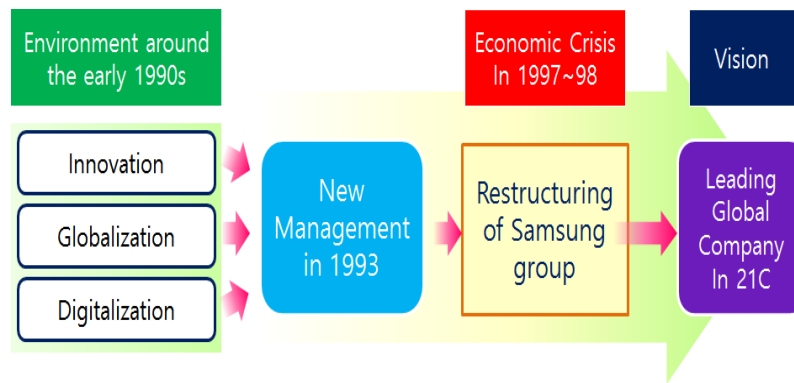 Environment around
the early 1990s
Economic Crisis
In 1997~98
Vision
Innovation
Globalization
Digitalization
New
Management
in 1993
Restructuring
of Samsung
group
Leading
Global
Company
In 21C